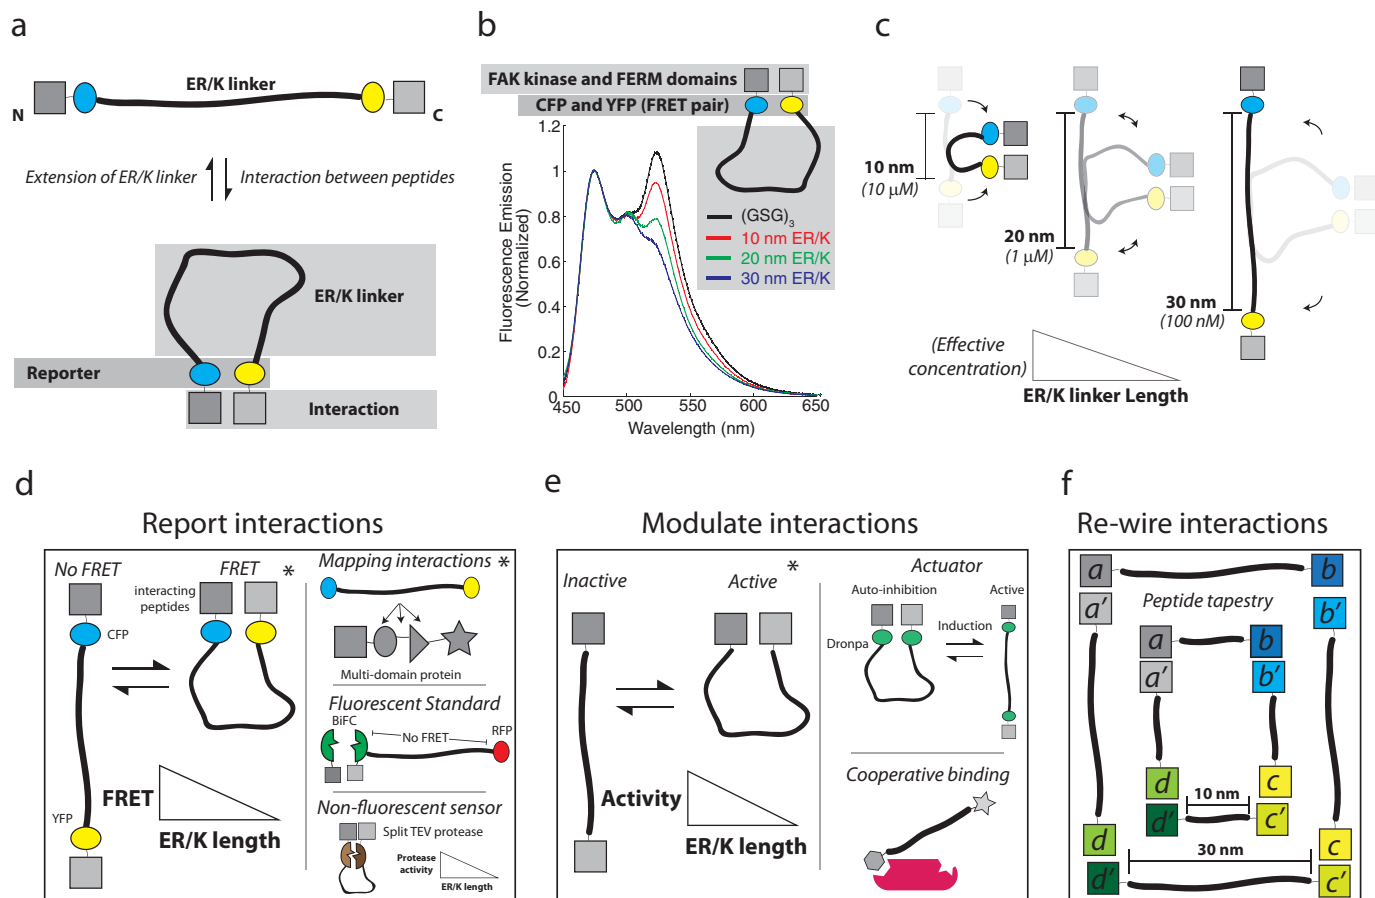 a
ER/K linker
N
C
Extension of ER/K linker
Interaction between peptides
ER/K linker
Reporter
Interaction
b
FAK kinase and FERM domains
CFP and YFP (FRET pair)
Fluorescence Emission
(Normalized)
1.2
1
0.8
0.6
0.4
0.2
0
450
500
550
600
650
Wavelength (nm)
(GSG)3
10 nm ER/K
20 nm ER/K
30 nm ER/K
c
10 nm
(10 µM)
20 nm
(1 µM)
30 nm
(100 nM)
(Effective
concentration)
ER/K linker Length
d
Report interactions
No FRET
FRET
*
interacting
peptides
CFP
YFP
FRET
ER/K length
Mapping interactions *
Multi-domain protein
Fluorescent Standard
BiFC
No FRET
RFP
Non-fluorescent sensor
Split TEV protease
Protease
activity
ER/K length
e
Modulate interactions
Inactive
Active
*
Activity
ER/K length
Actuator
Auto-inhibition
Active
Dronpa
Induction
Cooperative binding
f
Re-wire interactions
a
b
a'
b'
Peptide tapestry
a
b
a'
b'
d
c
10 nm
d'
c'
30 nm
d
c
d'
c'